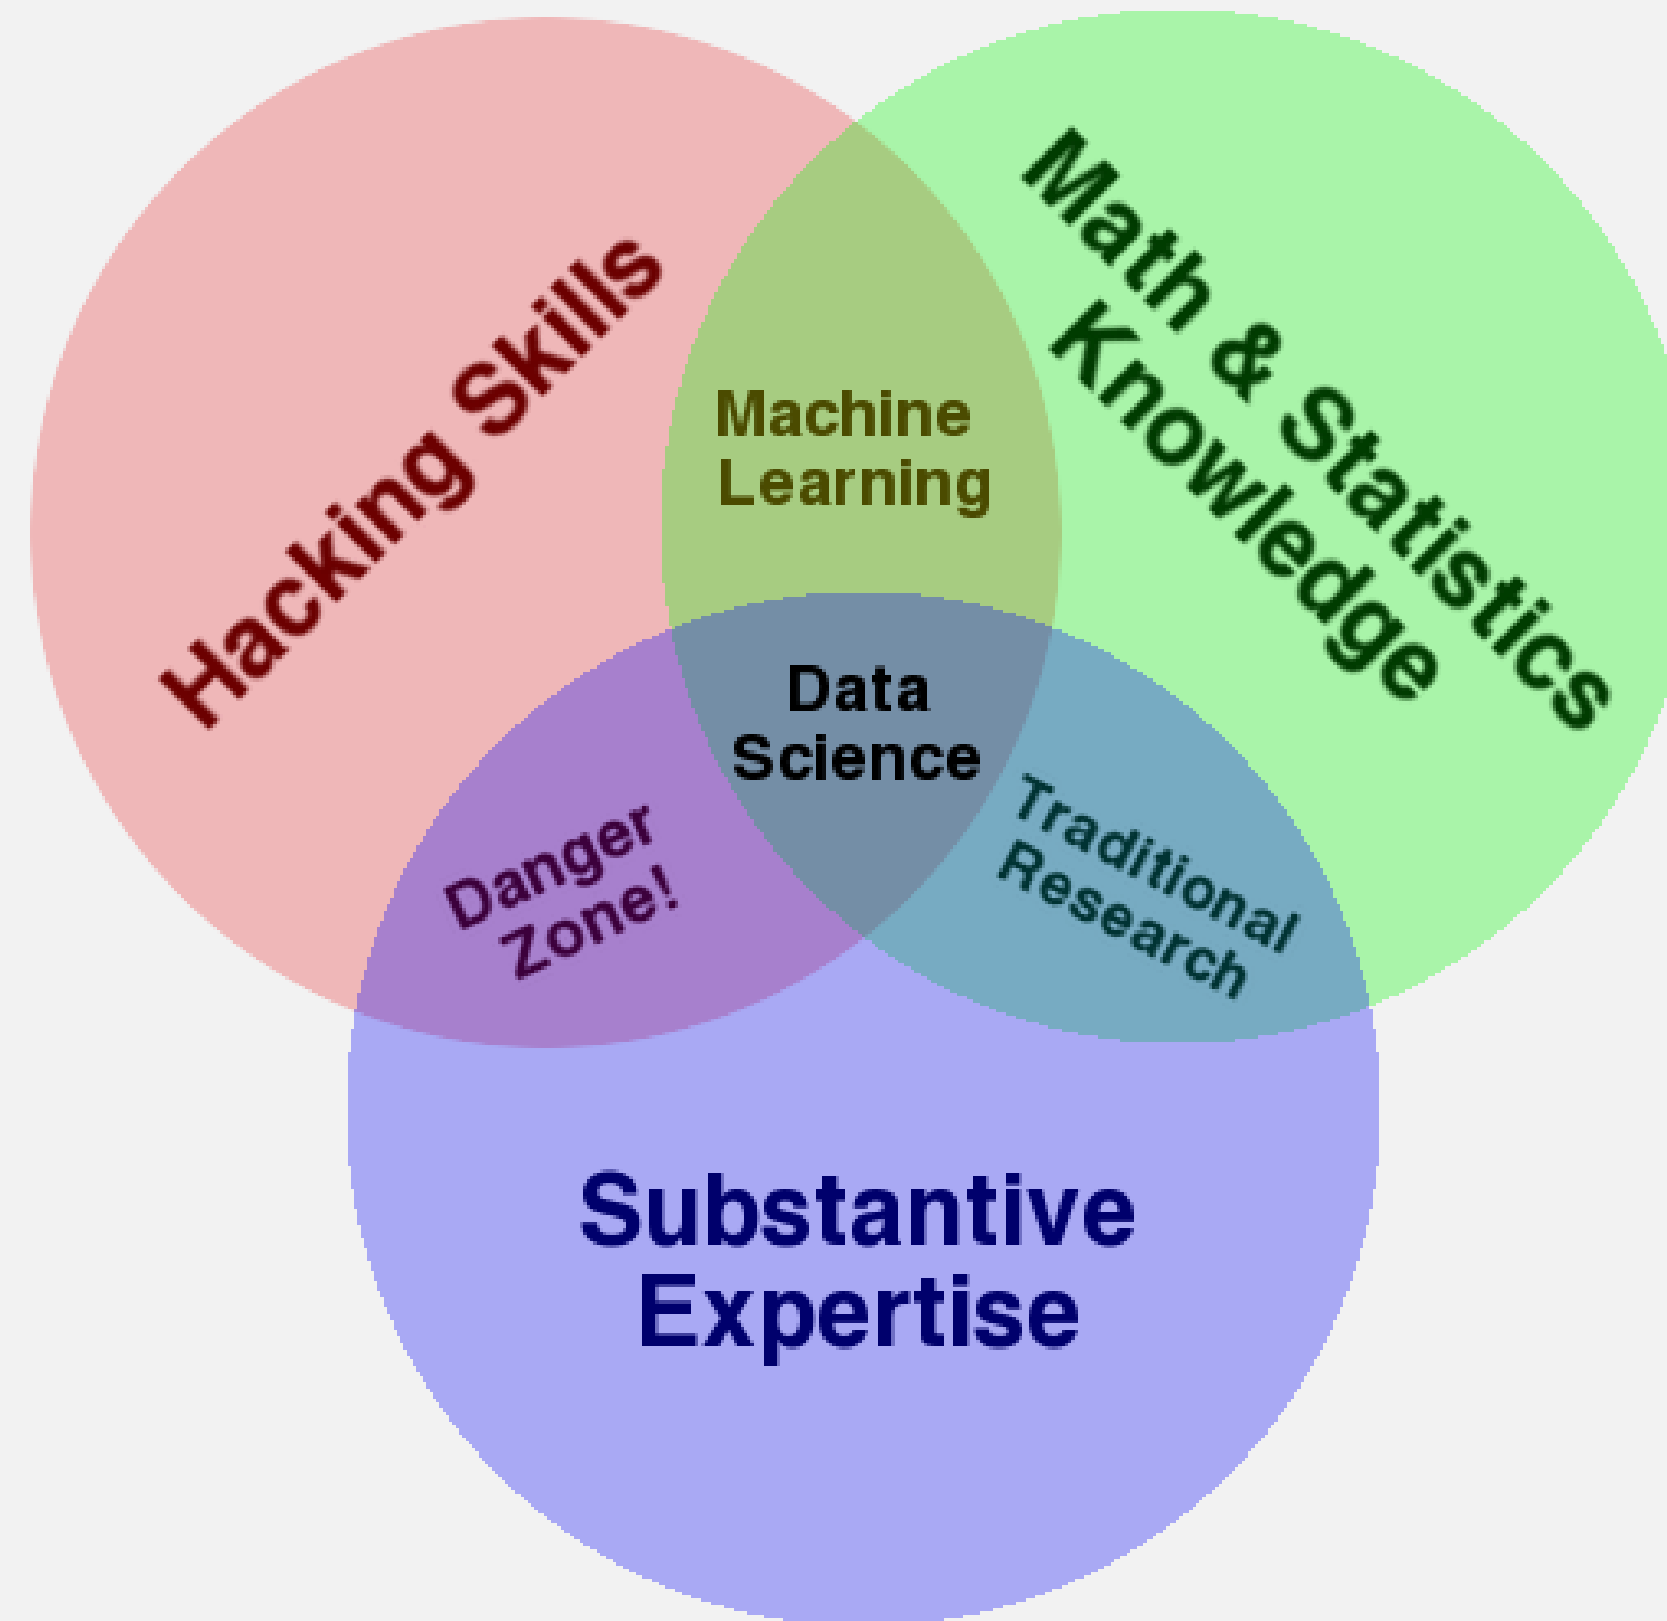 Hacking Skills
Math & Statistics
Knowledge
Machine
Learning
Data
Science
Danger
Zone!
Traditional
Research
Substantive
Expertise